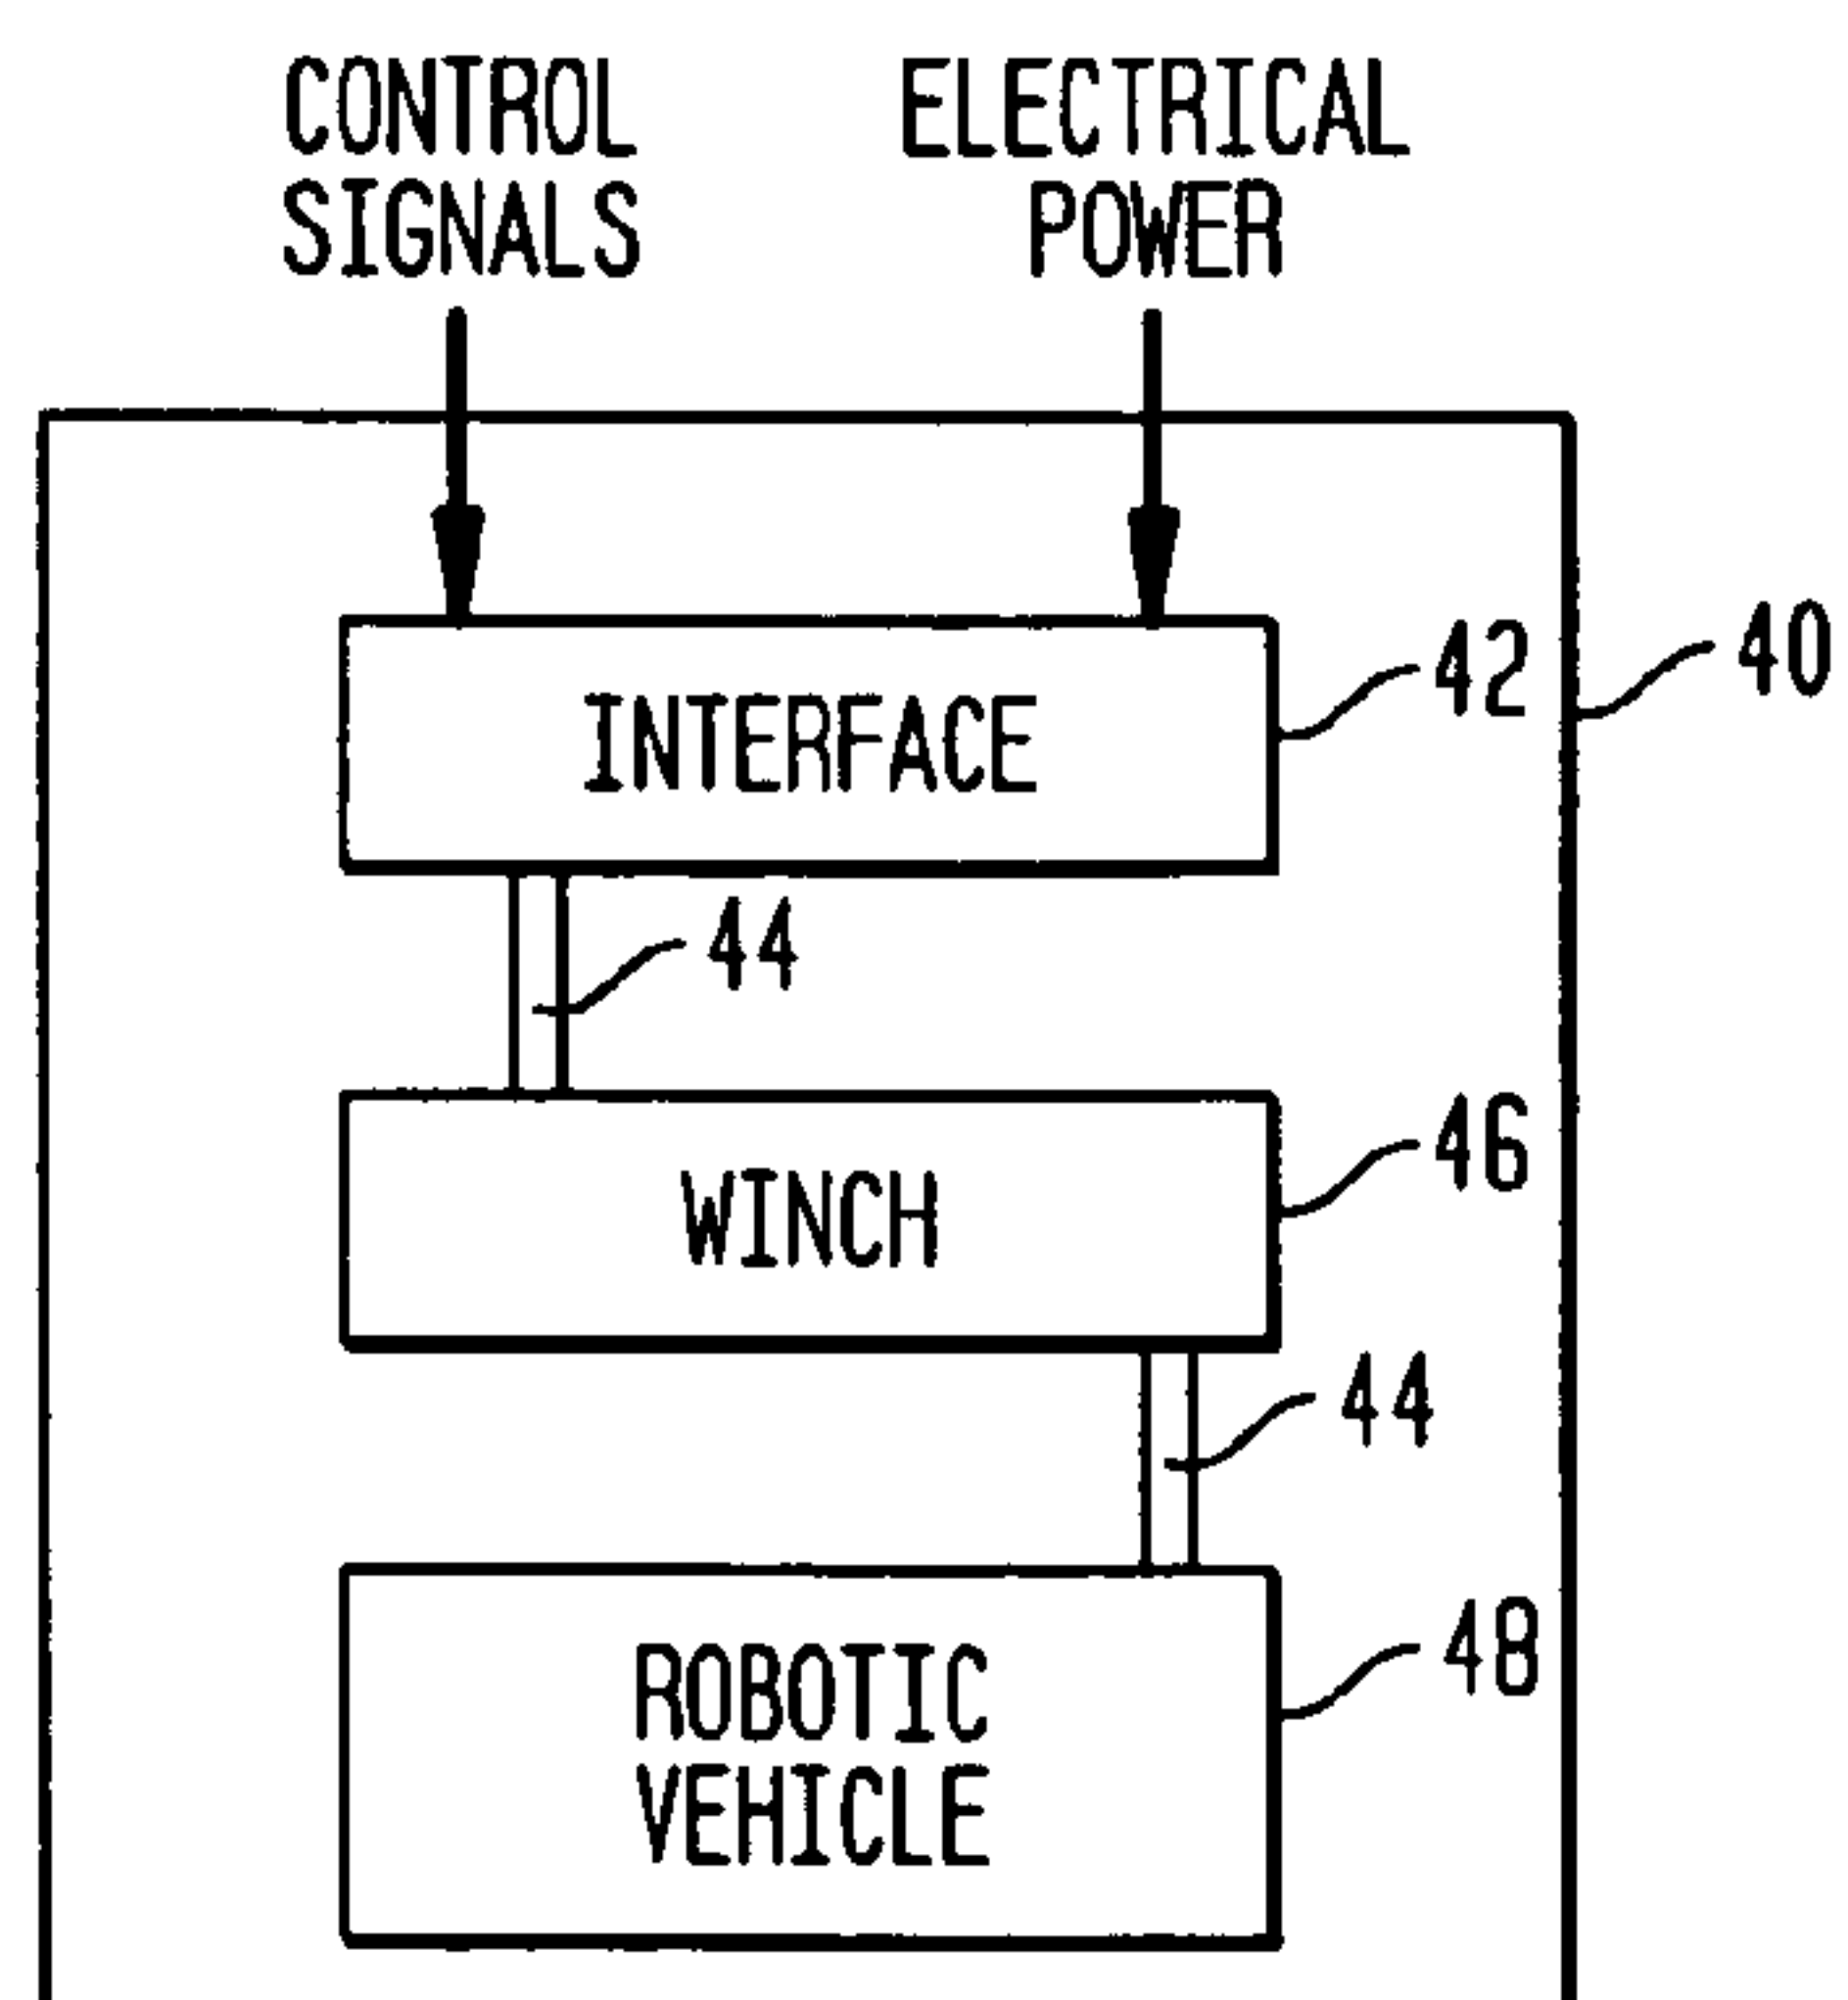 CONTROL
SIGNALS
ELECTRICAL
POWER
INTERFACE
42
40
44
WINCH
46
44
ROBOTIC
VEHICLE
48